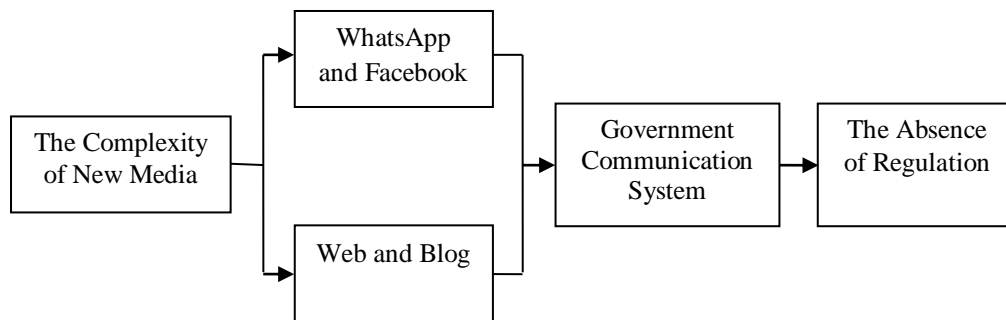 The Complexity
of New Media
WhatsApp
and Facebook
Web and Blog
Government
Communication
System
The Absence
of Regulation